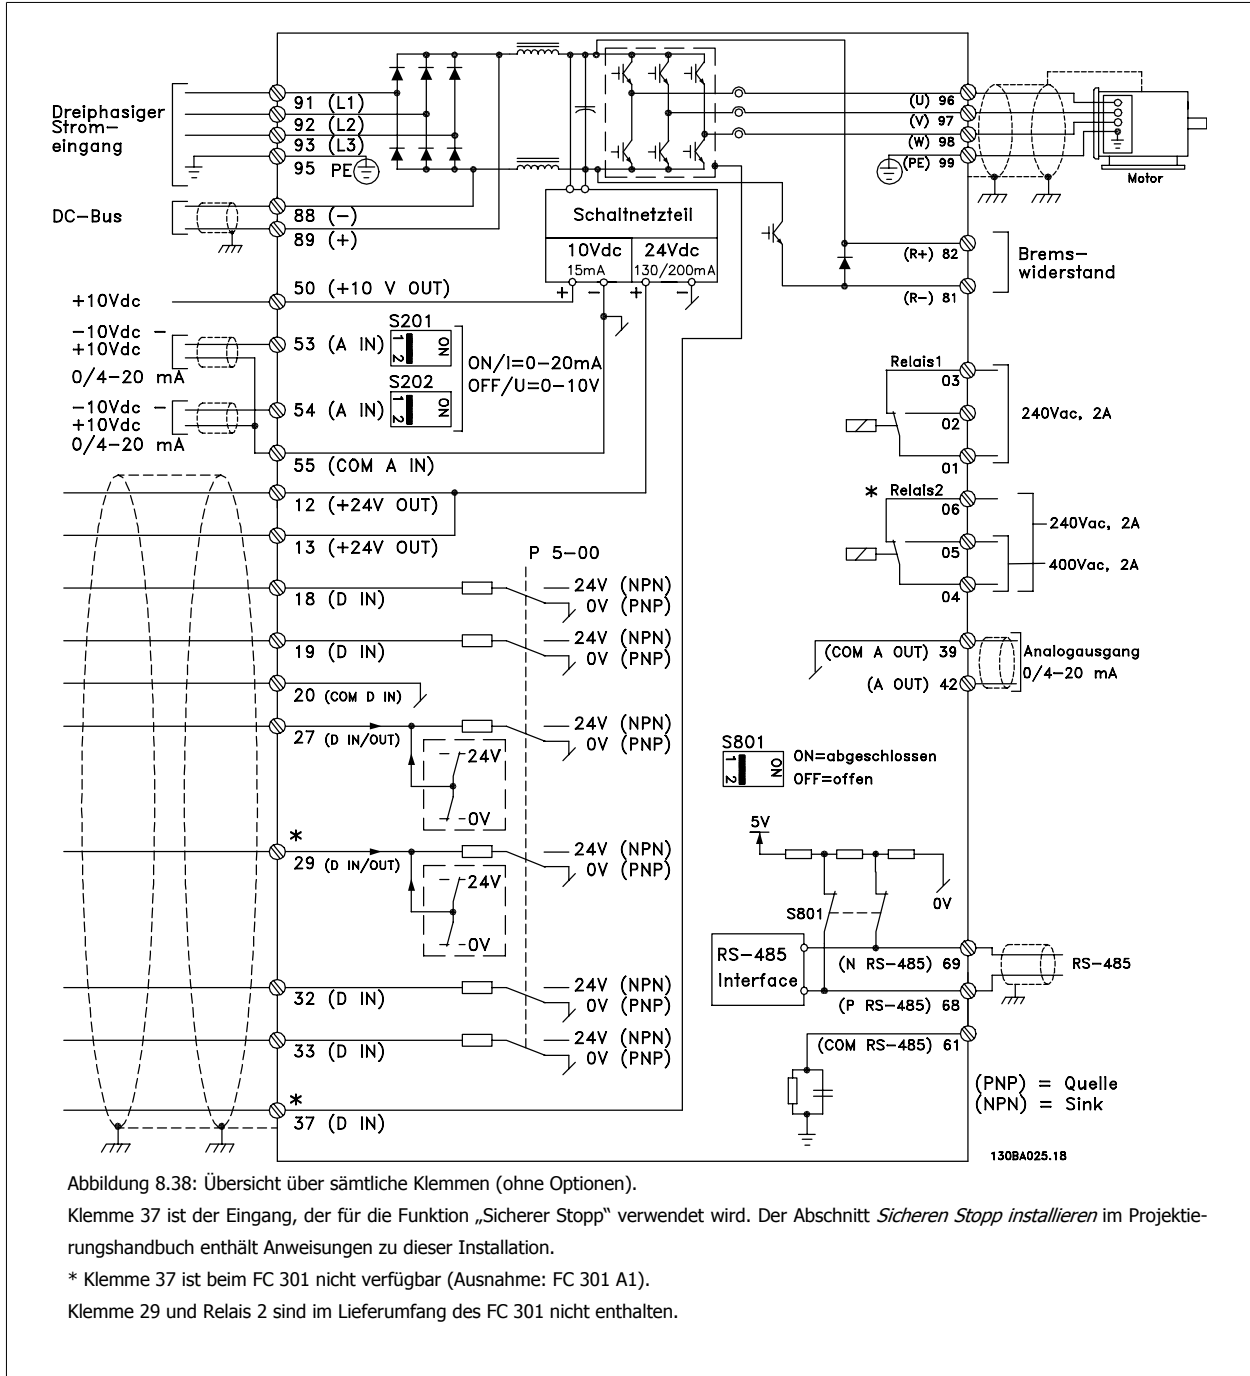 Dreiphasiger
Strom-
eingang
91 (L1)
92 (L2)
93 (L3)
95 PE
DC-Bus
88 (-)
89 (+)
Schaltnetzteil
10Vdc
15mA
24Vdc
130/200mA
+ - + -
(U) 96
(V) 97
(W) 98
(PE) 99
Motor
(R+) 82
(R-) 81
Brems-
widerstand
+10Vdc
50 (+10 V OUT)
-10Vdc -
+10Vdc
0/4-20 mA
53 (A IN)
S201
1 2 ON
ON/I=0-20mA
OFF/U=0-10V
-10Vdc -
+10Vdc
0/4-20 mA
54 (A IN)
S202
1 2 ON
55 (COM A IN)
12 (+24V OUT)
13 (+24V OUT)
P 5-00
18 (D IN)
24V (NPN)
0V (PNP)
19 (D IN)
24V (NPN)
0V (PNP)
20 (COM D IN)
27 (D IN/OUT)
24V (NPN)
0V (PNP)
24V
0V
*
29 (D IN/OUT)
24V (NPN)
0V (PNP)
24V
0V
32 (D IN)
24V (NPN)
0V (PNP)
33 (D IN)
24V (NPN)
0V (PNP)
*
37 (D IN)
Relais1
03
02
01
240Vac, 2A
* Relais2
06
05
04
240Vac, 2A
400Vac, 2A
(COM A OUT) 39
(A OUT) 42
Analogausgang
0/4-20 mA
S801
1 2 ON
ON=abgeschlossen
OFF=offen
5V
S801
0V
RS-485
Interface
(N RS-485) 69
(P RS-485) 68
RS-485
(COM RS-485) 61
(PNP) = Quelle
(NPN) = Sink
130BA025.18
Abbildung 8.38: Übersicht über sämtliche Klemmen (ohne Optionen).
Klemme 37 ist der Eingang, der für die Funktion „Sicherer Stopp“ verwendet wird. Der Abschnitt Sicheren Stopp installieren im Projektie-
rungshandbuch enthält Anweisungen zu dieser Installation.
* Klemme 37 ist beim FC 301 nicht verfügbar (Ausnahme: FC 301 A1).
Klemme 29 und Relais 2 sind im Lieferumfang des FC 301 nicht enthalten.